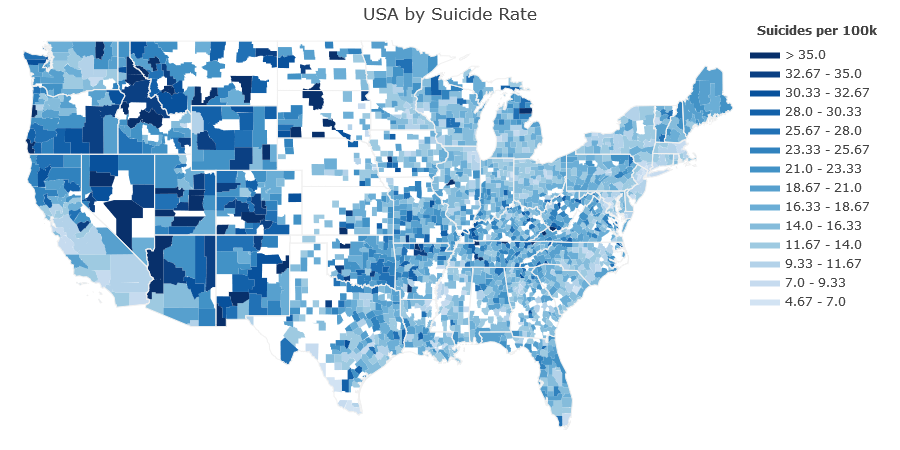 USA by Suicide Rate
Suicides per 100k
> 35.0
32.67 - 35.0
30.33 - 32.67
28.0 - 30.33
25.67 - 28.0
23.33 - 25.67
21.0 - 23.33
18.67 - 21.0
16.33 - 18.67
14.0 - 16.33
11.67 - 14.0
9.33 - 11.67
7.0 - 9.33
4.67 - 7.0